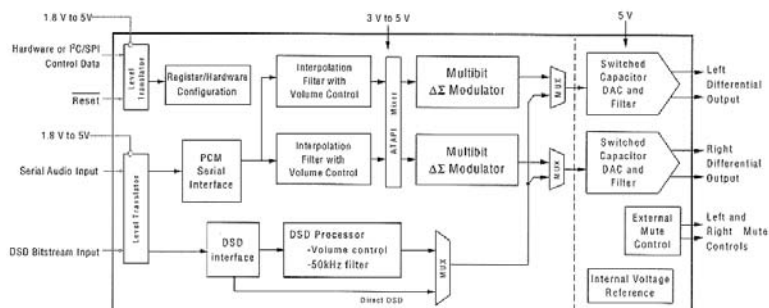 1.8 V to 5V
3 V to 5 V
5 V
Hardware or I²C/SPI
Control Data
Reset
Level
Translator
Register/Hardware
Configuration
Interpolation
Filter with
Volume Control
ATAPI Mixer
Multibit
ΔΣ Modulator
MUX
Switched
Capacitor
DAC and
Filter
Left
Differential
Output
1.8 V to 5V
Serial Audio Input
Level Translator
PCM
Serial
Interface
Interpolation
Filter with
Volume Control
Multibit
ΔΣ Modulator
MUX
Switched
Capacitor
DAC and
Filter
Right
Differential
Output
DSD Bitstream Input
DSD
interface
DSD Processor
-Volume control
-50kHz filter
MUX
Direct DSD
External
Mute
Control
Left and
Right Mute
Controls
Internal Voltage
Reference